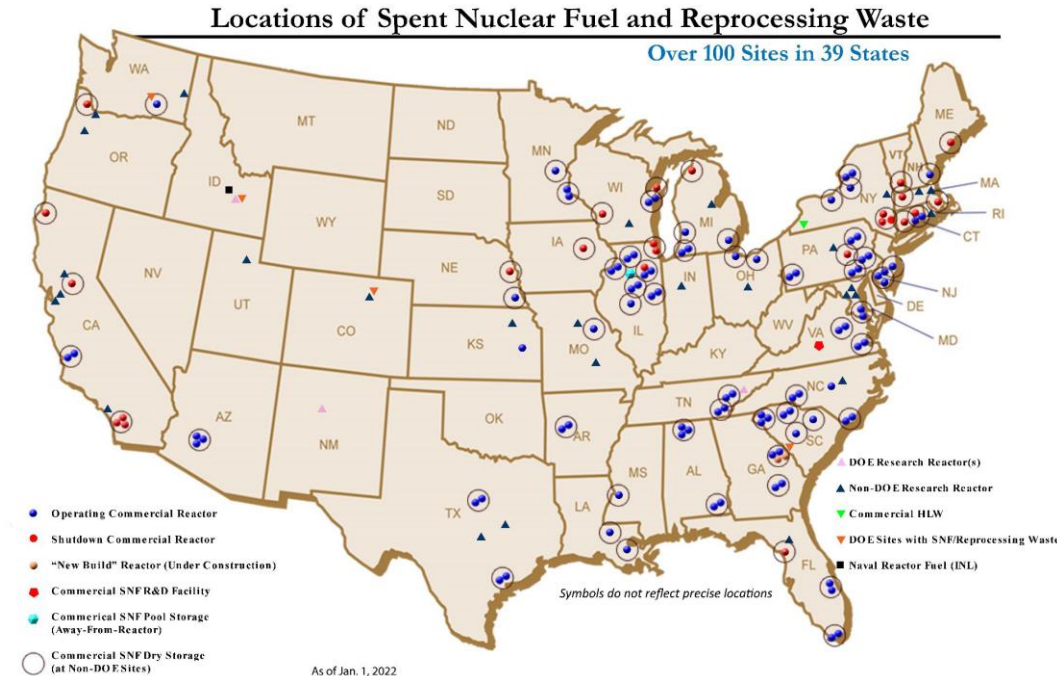 Locations of Spent Nuclear Fuel and Reprocessing Waste
Over 100 Sites in 39 States
WA
MT
ND
MN
ME
VT
NH
OR
ID
SD
WI
NY
MA
WY
MI
RI
IA
PA
CT
NV
NE
IN
OH
NJ
UT
IL
DE
CA
CO
WV
VA
MD
KS
MO
KY
NC
TN
AZ
OK
AR
SC
NM
MS
AL
GA
TX
LA
FL
Operating Commercial Reactor
Shutdown Commercial Reactor
"New Build" Reactor (Under Construction)
Commercial SNF R&D Facility
Commerical SNF Pool Storage
(Away-From-Reactor)
Commercial SNF Dry Storage
(at Non-DOE Sites)
DOE Research Reactor(s)
Non-DOE Research Reactor
Commercial HLW
DOE Sites with SNF/Reprocessing Waste
Naval Reactor Fuel (INL)
Symbols do not reflect precise locations
As of Jan. 1, 2022